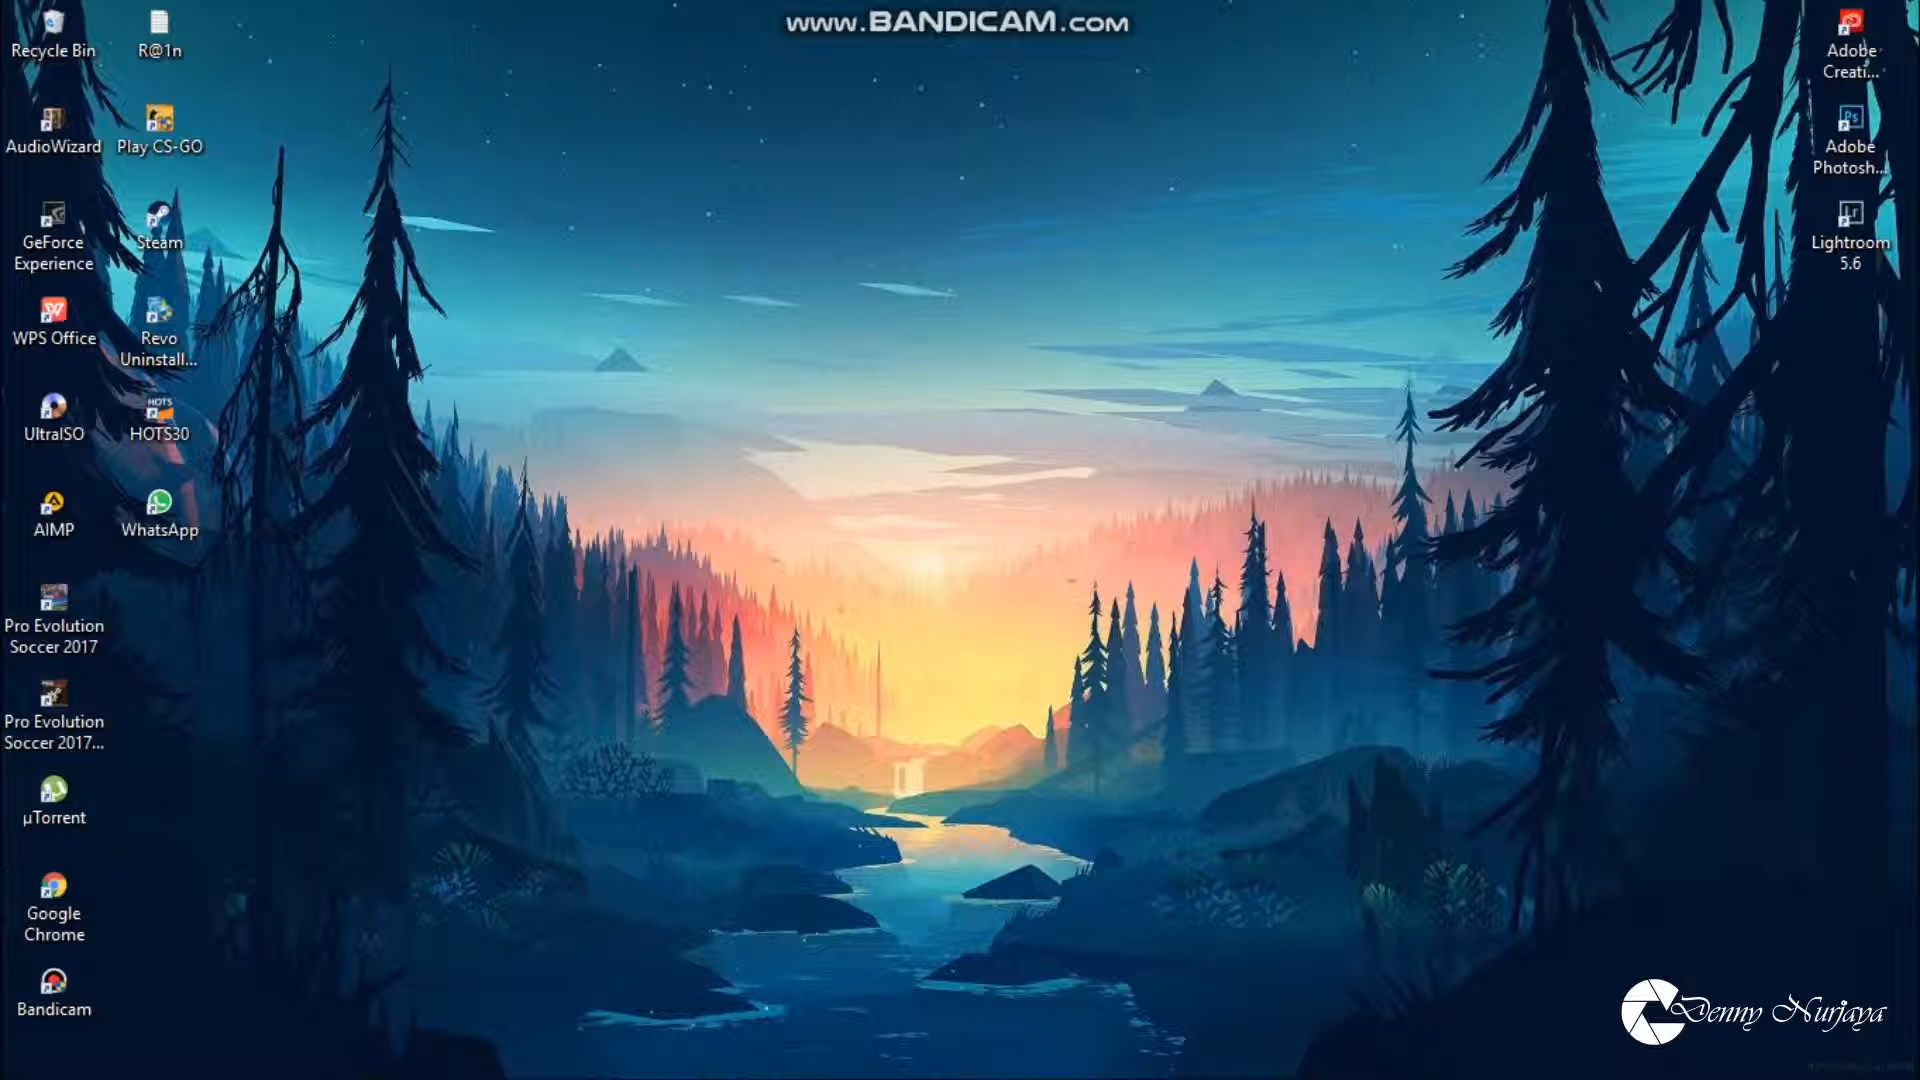 www.BANDICAM.com
Recycle Bin
R@1n
AudioWizard
Play CS-GO
GeForce
Experience
Steam
WPS Office
Revo
Uninstall...
UltraISO
HOTS
HOTS30
AIMP
WhatsApp
Pro Evolution
Soccer 2017
Pro Evolution
Soccer 2017...
µTorrent
Google
Chrome
Bandicam
Adobe
Creati...
Ps
Adobe
Photosh...
Lr
Lightroom
5.6
Denny Nurjaya